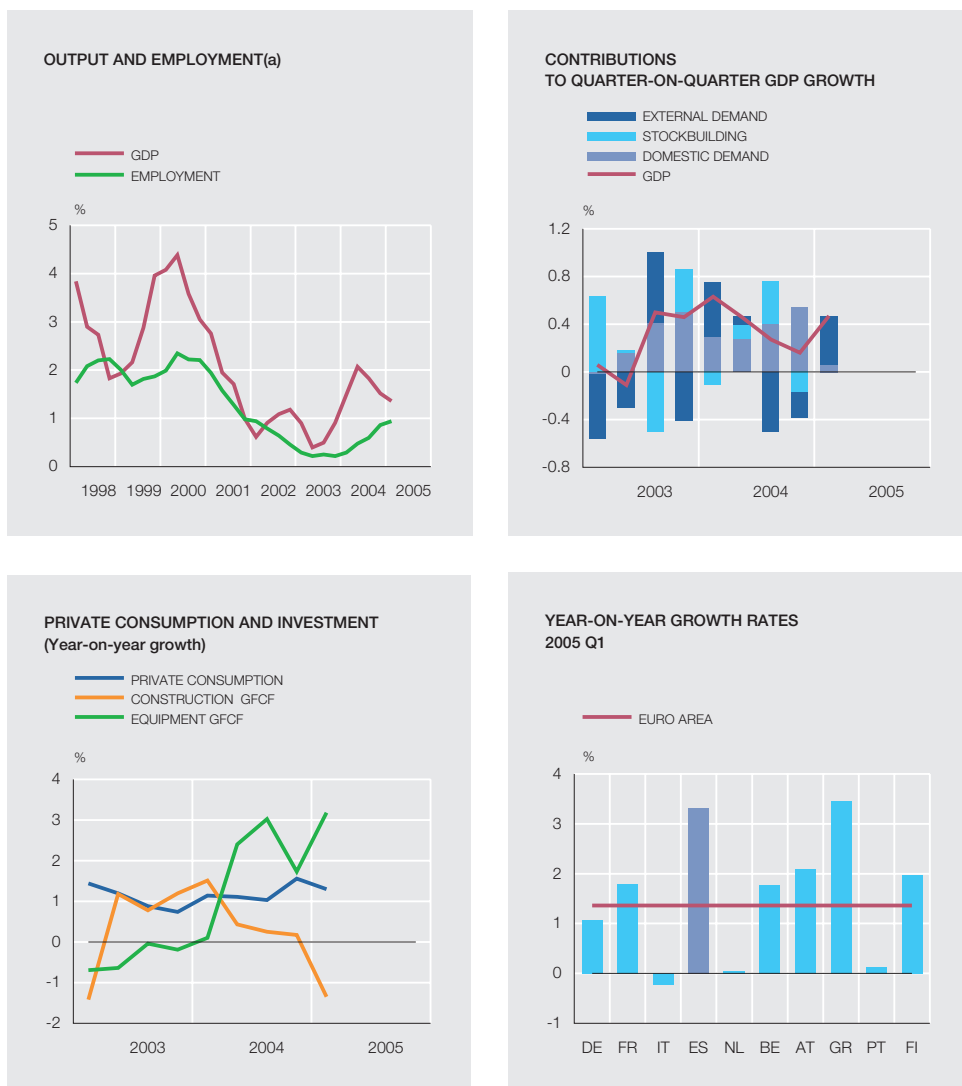 OUTPUT AND EMPLOYMENT(a)
GDP
EMPLOYMENT
%
5
4
3
2
1
0
1998 1999 2000 2001 2002 2003 2004 2005
CONTRIBUTIONS
TO QUARTER-ON-QUARTER GDP GROWTH
EXTERNAL DEMAND
STOCKBUILDING
DOMESTIC DEMAND
GDP
%
1.2
0.8
0.4
0
-0.4
-0.8
2003 2004 2005
PRIVATE CONSUMPTION AND INVESTMENT
(Year-on-year growth)
PRIVATE CONSUMPTION
CONSTRUCTION GFCF
EQUIPMENT GFCF
%
4
3
2
1
0
-1
-2
2003 2004 2005
YEAR-ON-YEAR GROWTH RATES
2005 Q1
EURO AREA
%
4
3
2
1
0
-1
DE FR IT ES NL BE AT GR PT FI